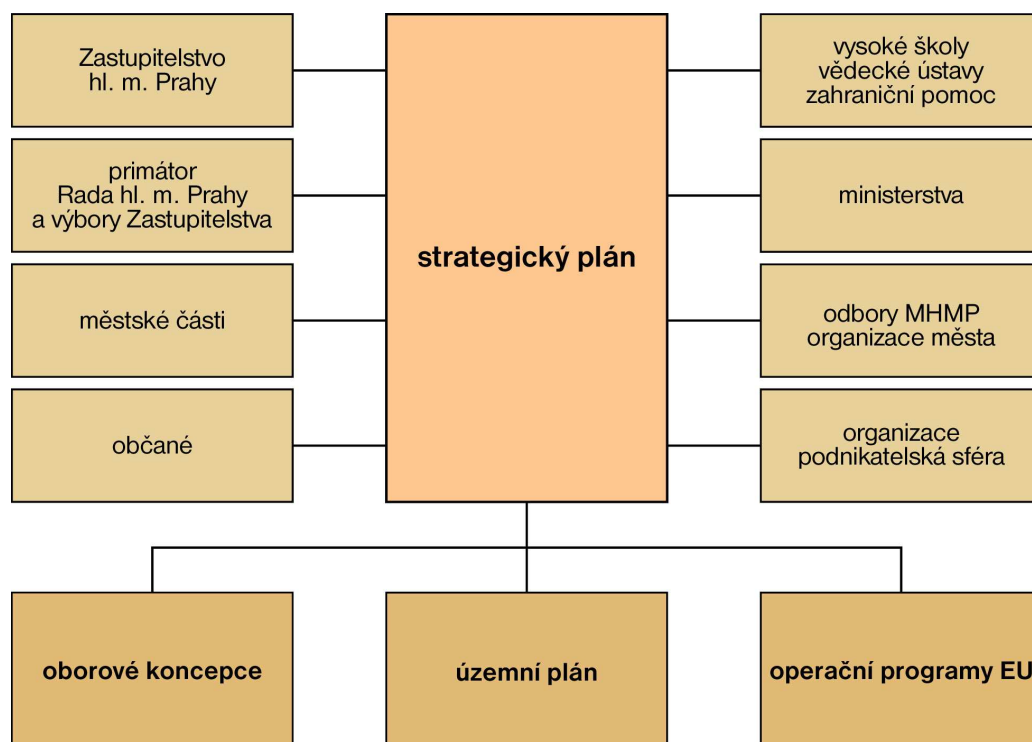 Zastupitelstvo
hl. m. Prahy
primátor
Rada hl. m. Prahy
a výbory Zastupitelstva
městské části
občané
strategický plán
vysoké školy
vědecké ústavy
zahraniční pomoc
ministerstva
odbory MHMP
organizace města
organizace
podnikatelská sféra
oborové koncepce
územní plán
operační programy EU